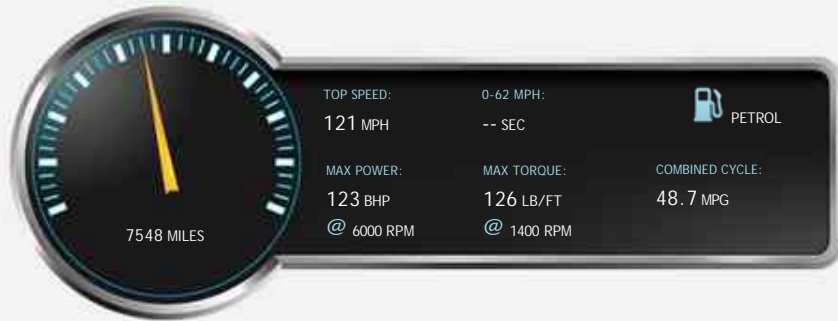 TOP SPEED:
121 MPH
0-62 MPH:
-- SEC
PETROL
MAX POWER:
123 BHP
@ 6000 RPM
MAX TORQUE:
126 LB/FT
@ 1400 RPM
COMBINED CYCLE:
48.7 MPG
7548 MILES